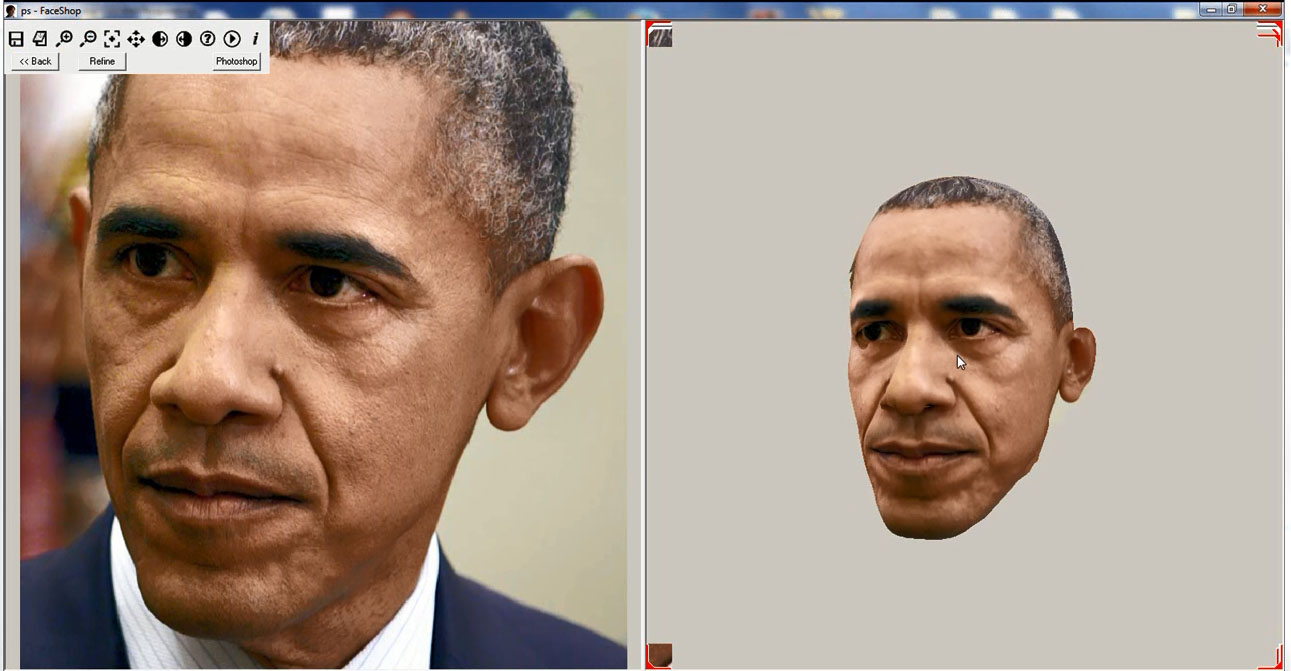 ps - FaceShop
<< Back
Refine
Photoshop